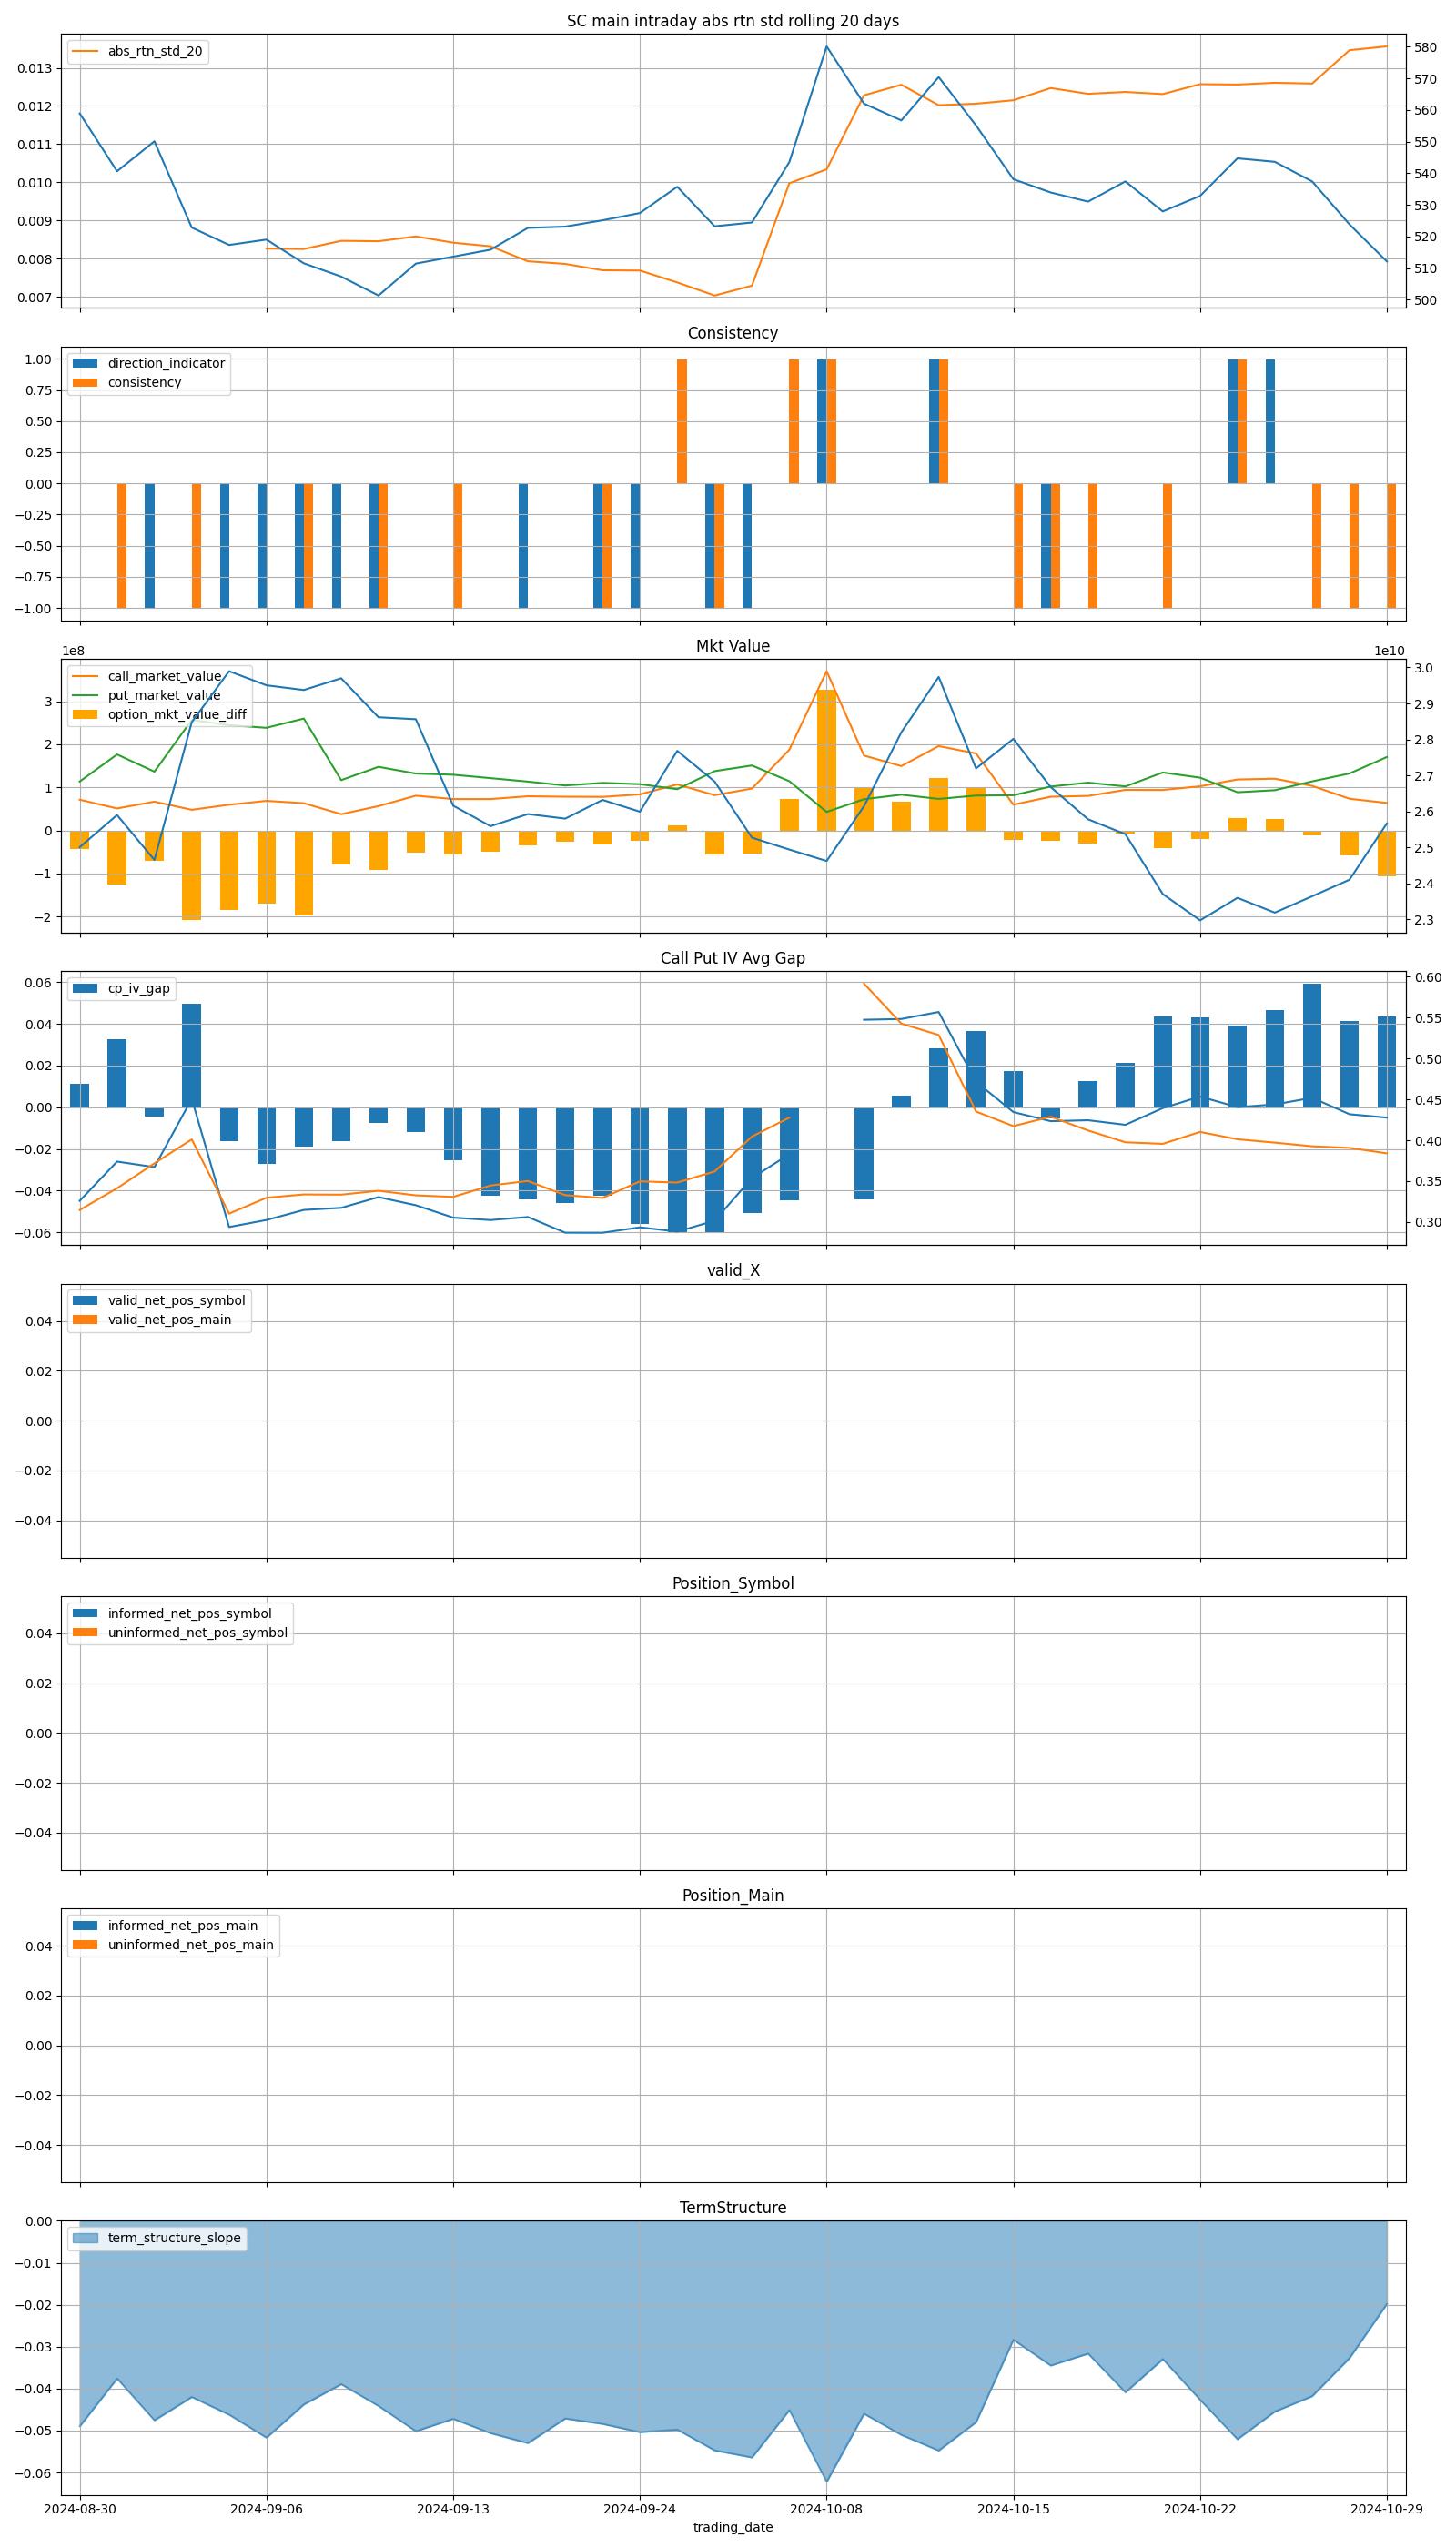 SC main intraday abs rtn std rolling 20 days
abs_rtn_std_20
0.013
0.012
0.011
0.010
0.009
0.008
0.007
580
570
560
550
540
530
520
510
500
Consistency
direction_indicator
consistency
1.00
0.75
0.50
0.25
0.00
−0.25
−0.50
−0.75
−1.00
Mkt Value
1e8
1e10
call_market_value
put_market_value
option_mkt_value_diff
3
2
1
0
−1
−2
3.0
2.9
2.8
2.7
2.6
2.5
2.4
2.3
Call Put IV Avg Gap
cp_iv_gap
0.06
0.04
0.02
0.00
−0.02
−0.04
−0.06
0.60
0.55
0.50
0.45
0.40
0.35
0.30
valid_X
valid_net_pos_symbol
valid_net_pos_main
0.04
0.02
0.00
−0.02
−0.04
Position_Symbol
informed_net_pos_symbol
uninformed_net_pos_symbol
0.04
0.02
0.00
−0.02
−0.04
Position_Main
informed_net_pos_main
uninformed_net_pos_main
0.04
0.02
0.00
−0.02
−0.04
TermStructure
term_structure_slope
0.00
−0.01
−0.02
−0.03
−0.04
−0.05
−0.06
2024-08-30 2024-09-06 2024-09-13 2024-09-24 2024-10-08 2024-10-15 2024-10-22 2024-10-29
trading_date